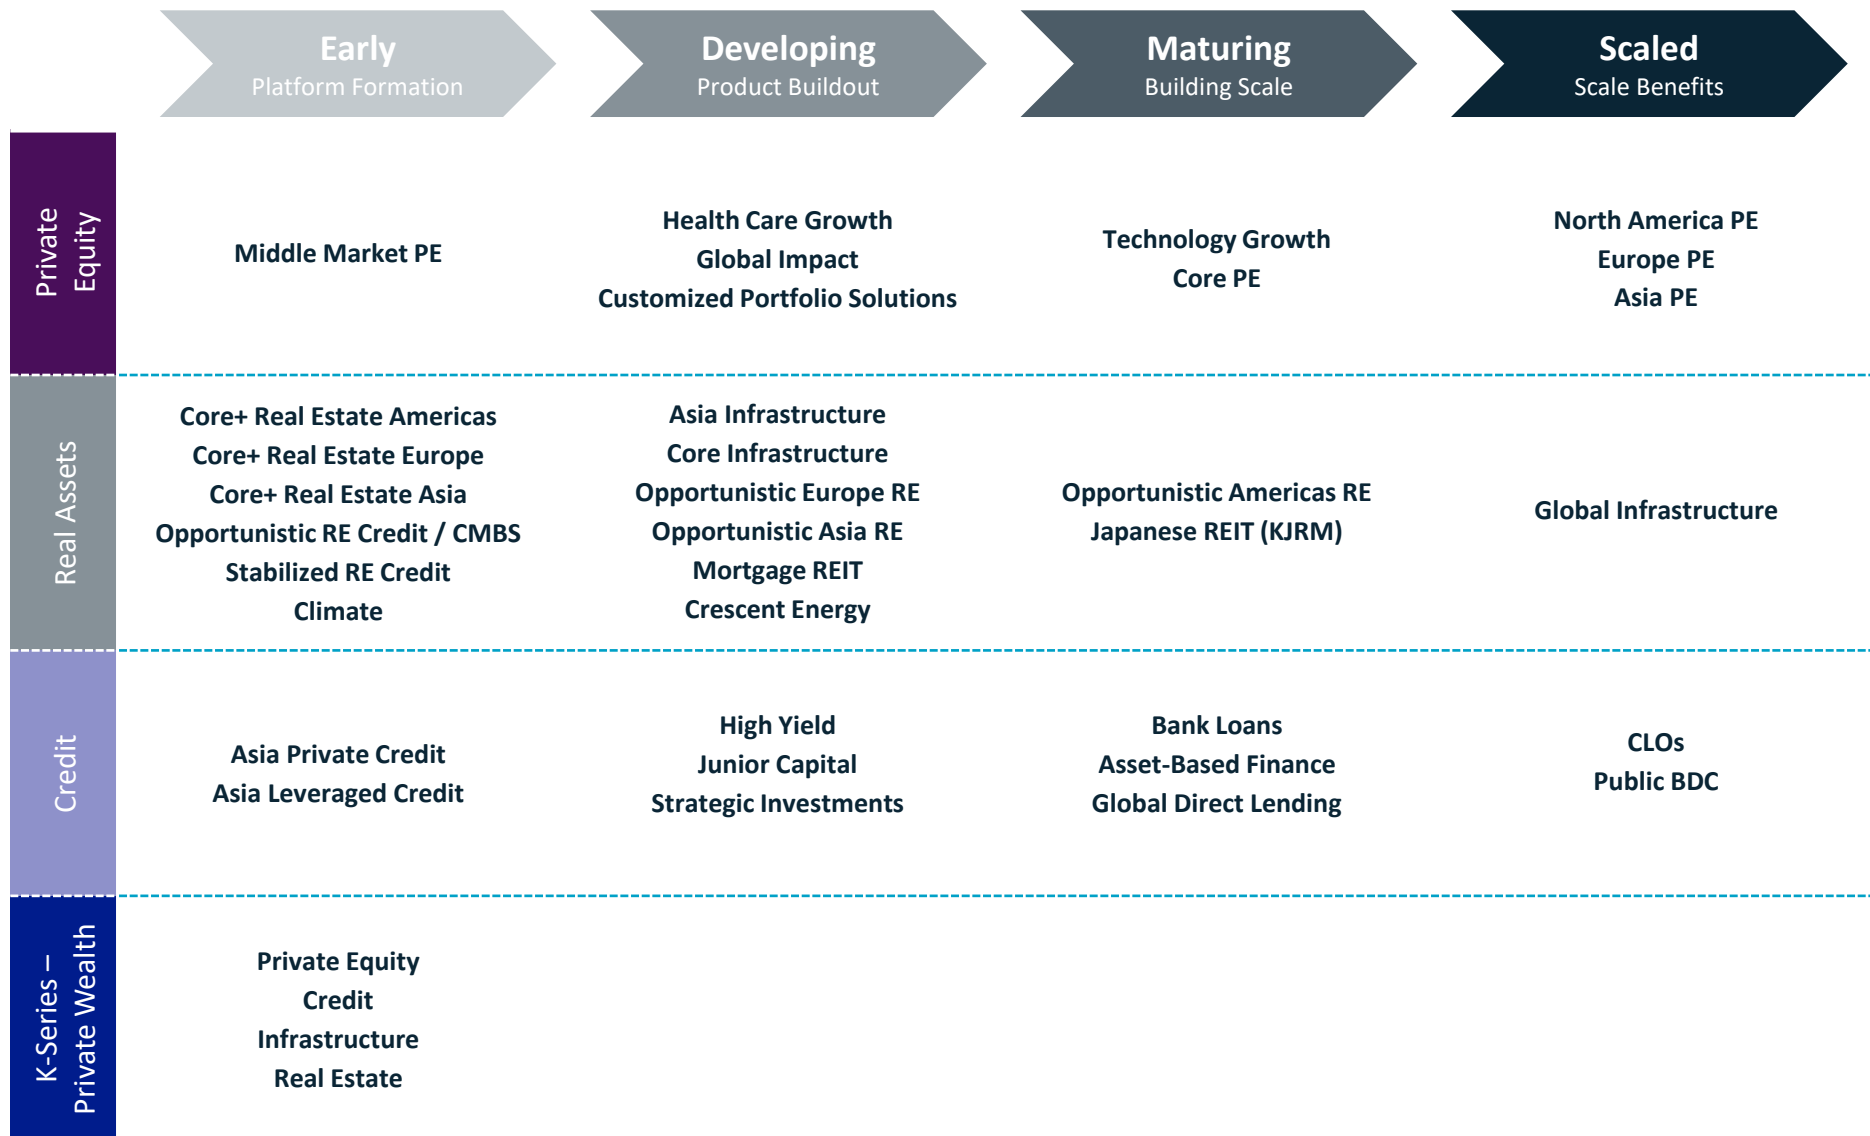 Early
Platform Formation
Developing
Product Buildout
Maturing
Building Scale
Scaled
Scale Benefits
Private
Equity
Middle Market PE
Health Care Growth
Global Impact
Customized Portfolio Solutions
Technology Growth
Core PE
North America PE
Europe PE
Asia PE
Real Assets
Core+ Real Estate Americas
Core+ Real Estate Europe
Core+ Real Estate Asia
Opportunistic RE Credit / CMBS
Stabilized RE Credit
Climate
Asia Infrastructure
Core Infrastructure
Opportunistic Europe RE
Opportunistic Asia RE
Mortgage REIT
Crescent Energy
Opportunistic Americas RE
Japanese REIT (KJRM)
Global Infrastructure
Credit
Asia Private Credit
Asia Leveraged Credit
High Yield
Junior Capital
Strategic Investments
Bank Loans
Asset-Based Finance
Global Direct Lending
CLOs
Public BDC
K-Series –
Private Wealth
Private Equity
Credit
Infrastructure
Real Estate